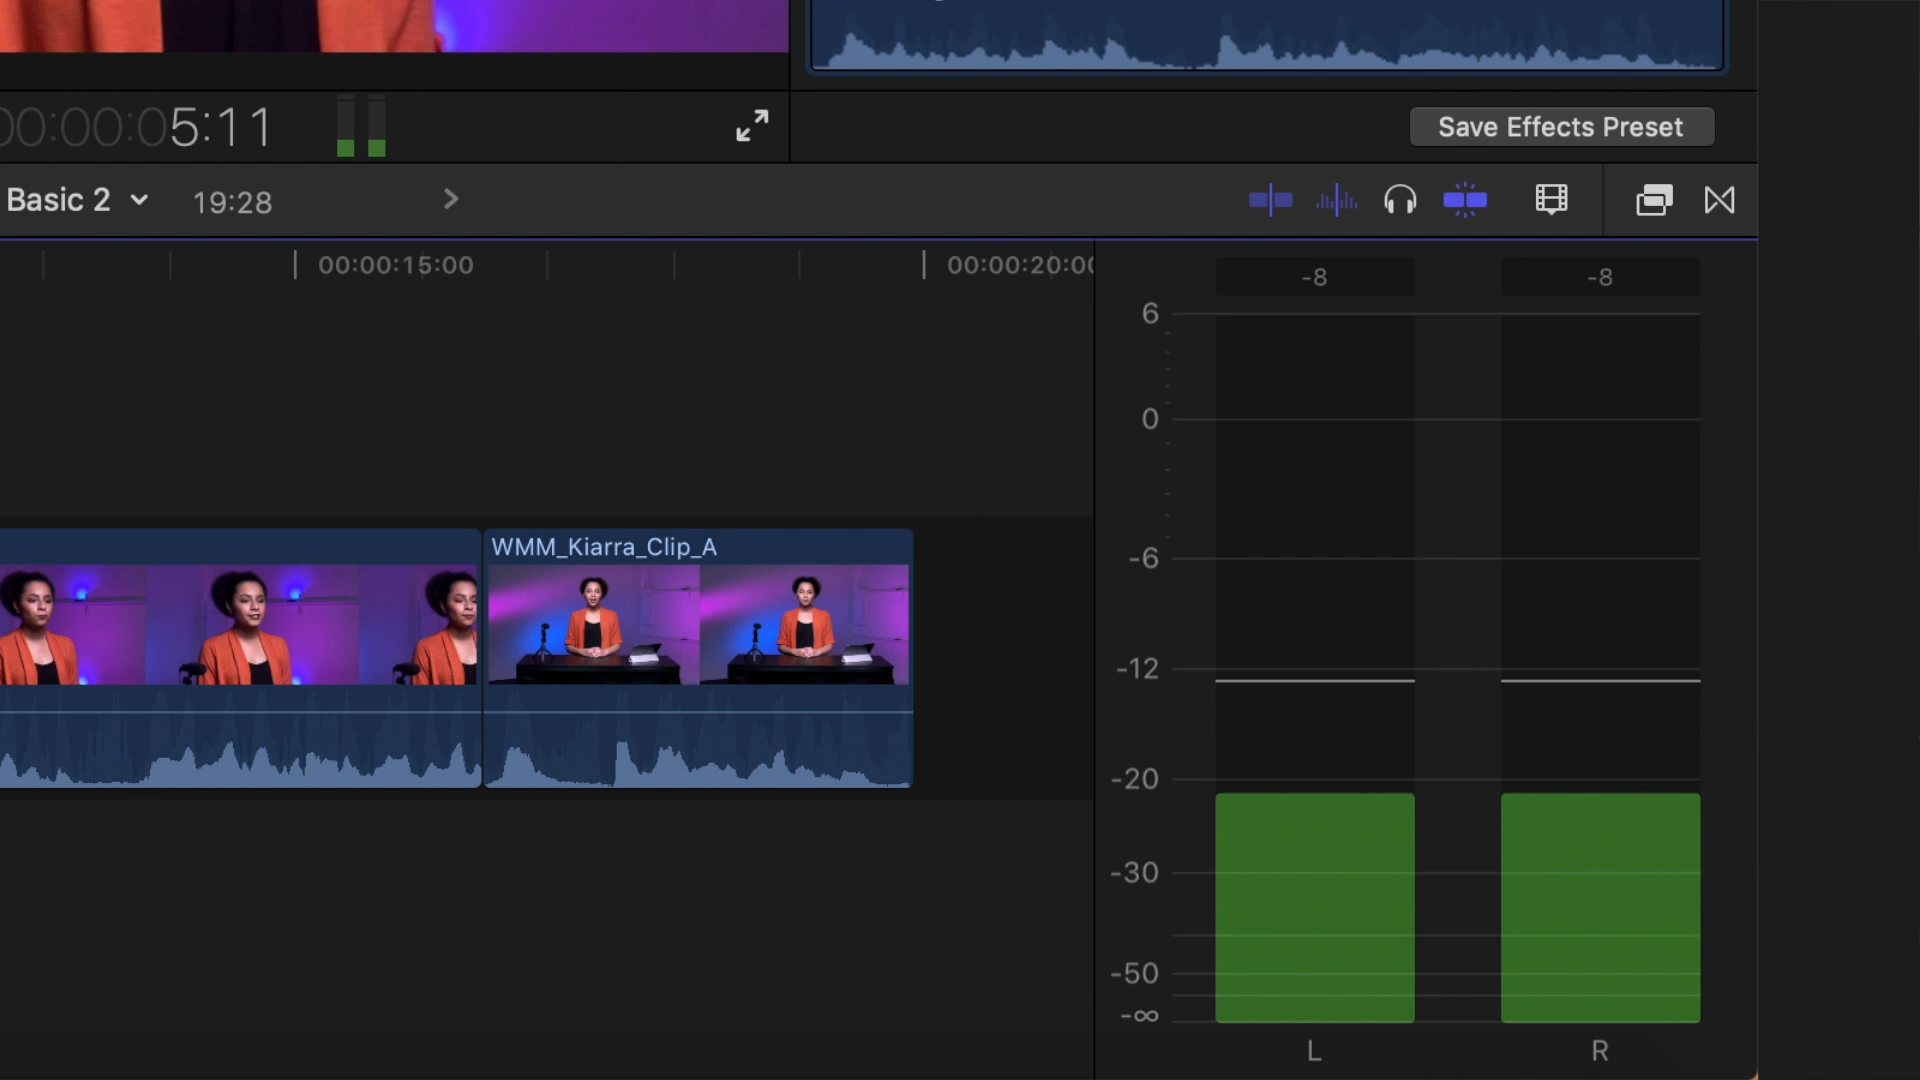 00:00:05:11
Save Effects Preset
Basic 2
19:28
00:00:15:00
00:00:20:00
-8
-8
6
0
-6
-12
-20
-30
-50
-∞
L
R
WMM_Kiarra_Clip_A